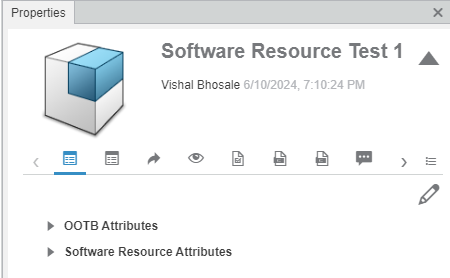 Properties
Software Resource Test 1
Vishal Bhosale 6/10/2024, 7:10:24 PM
OOTB Attributes
Software Resource Attributes